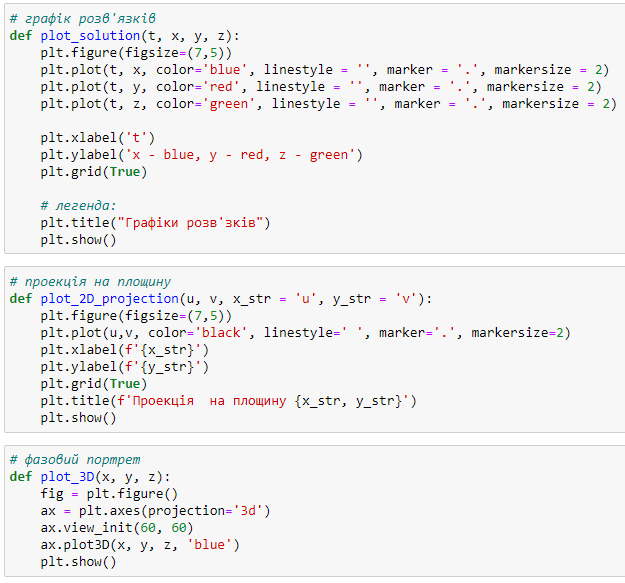 # графік розв'язків
def plot_solution(t, x, y, z):
    plt.figure(figsize=(7,5))
    plt.plot(t, x, color='blue', linestyle = '', marker = '.', markersize = 2)
    plt.plot(t, y, color='red', linestyle = '', marker = '.', markersize = 2)
    plt.plot(t, z, color='green', linestyle = '', marker = '.', markersize = 2)

    plt.xlabel('t')
    plt.ylabel('x - blue, y - red, z - green')
    plt.grid(True)

    # легенда:
    plt.title("Графіки розв'зків")
    plt.show()

# проекція на площину
def plot_2D_projection(u, v, x_str = 'u', y_str = 'v'):
    plt.figure(figsize=(7,5))
    plt.plot(u,v, color='black', linestyle=' ', marker='.', markersize=2)
    plt.xlabel(f'{x_str}')
    plt.ylabel(f'{y_str}')
    plt.grid(True)
    plt.title(f'Проекція  на площину {x_str, y_str}')
    plt.show()

# фазовий портрет
def plot_3D(x, y, z):
    fig = plt.figure()
    ax = plt.axes(projection='3d')
    ax.view_init(60, 60)
    ax.plot3D(x, y, z, 'blue')
    plt.show()